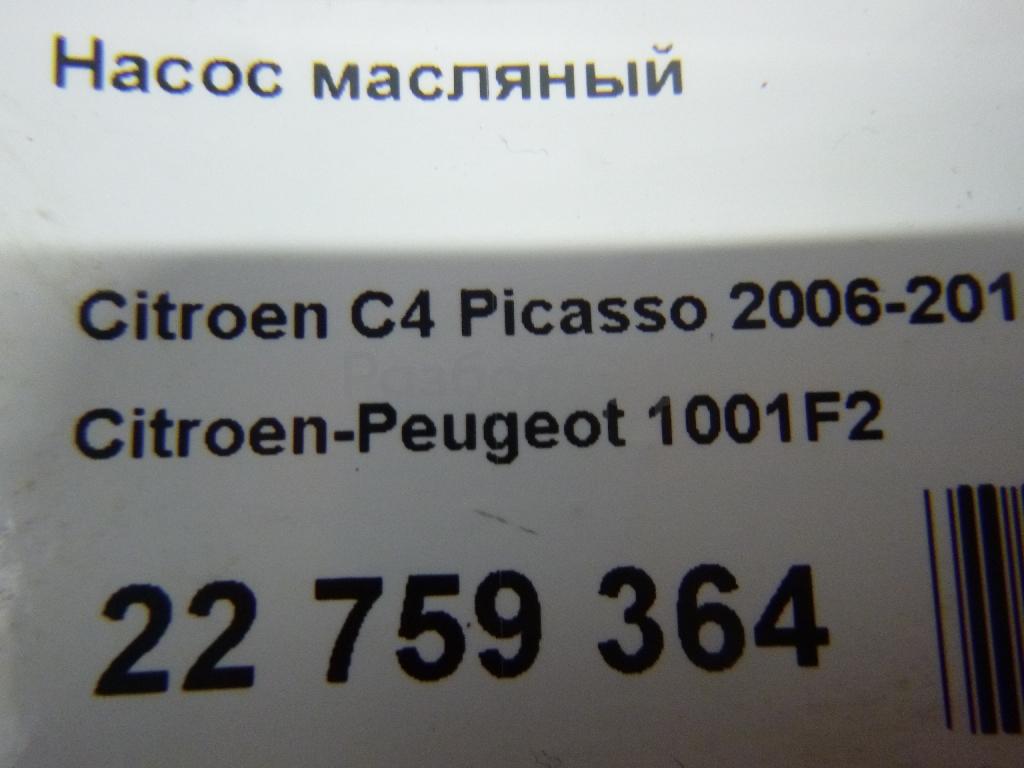 Насос масляный
Citroen C4 Picasso 2006-201
Citroen-Peugeot 1001F2
22 759 364